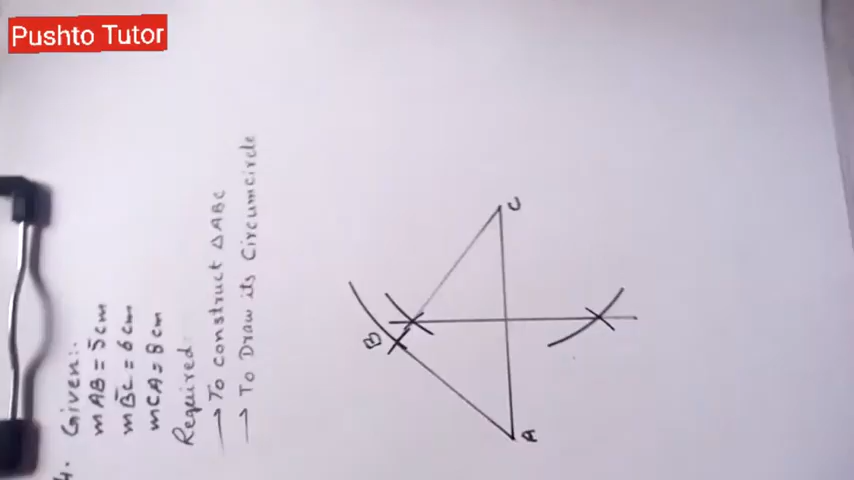 Pushto Tutor
4. Given:.
mAB = 5cm
mBC = 6cm
mCA = 8cm
Required:
→ To construct △ABC
→ To Draw its Circumcircle
B
C
A